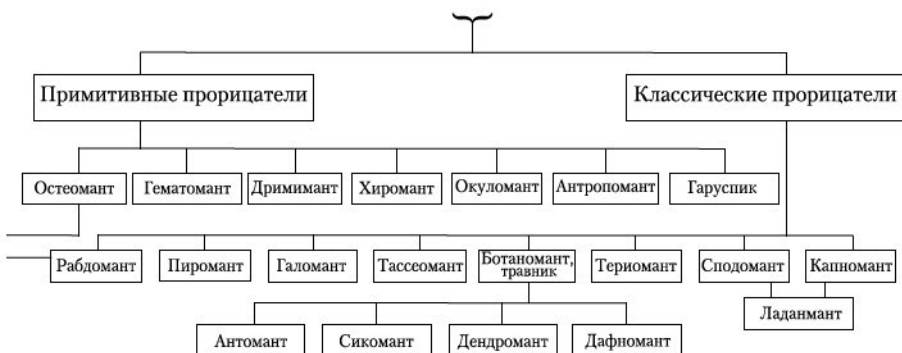 Примитивные прорицатели
Классические прорицатели
Остеомант
Гематомант
Дримимант
Хиромант
Окуломант
Антропомант
Гаруспик
Рабдомант
Пиромант
Галомант
Тассеомант
Ботаномант,
травник
Териомант
Сподомант
Капномант
Ладанмант
Антомант
Сикомант
Дендромант
Дафномант